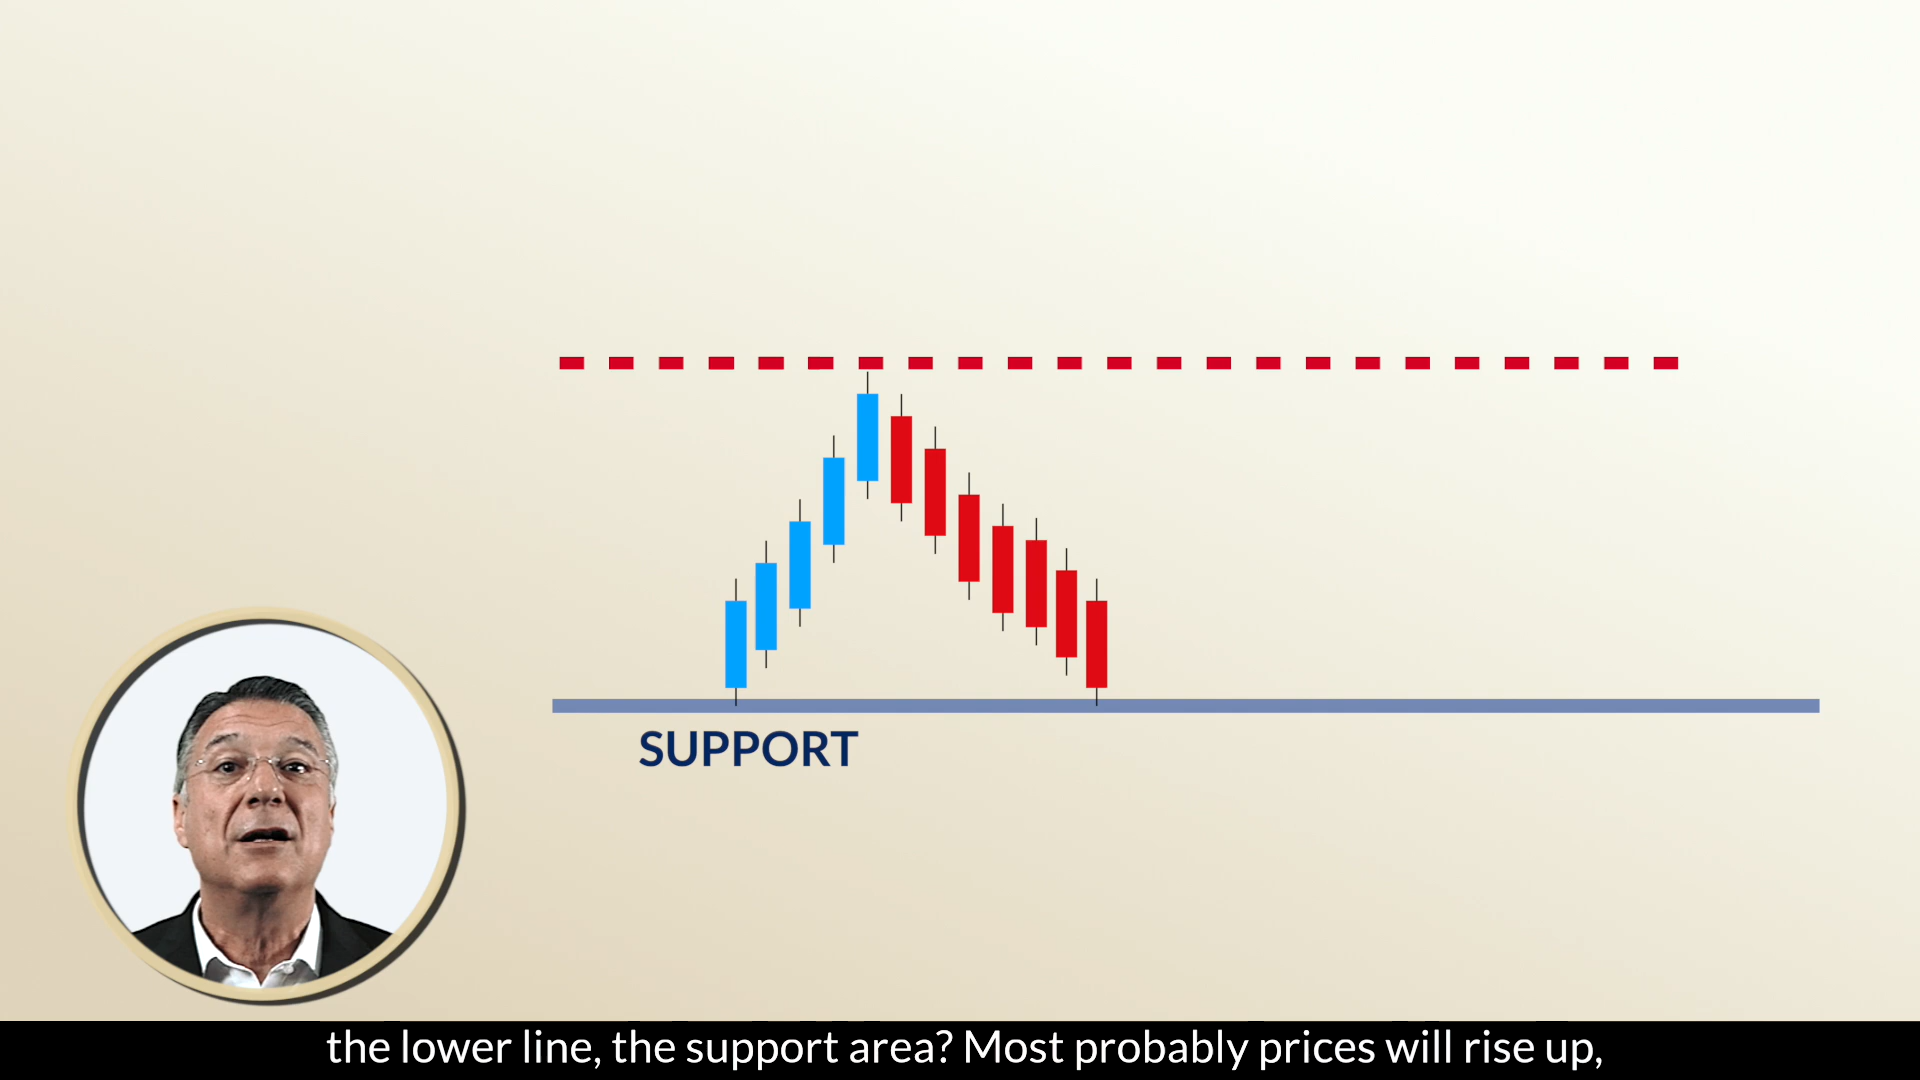 SUPPORT
the lower line, the support area? Most probably prices will rise up,